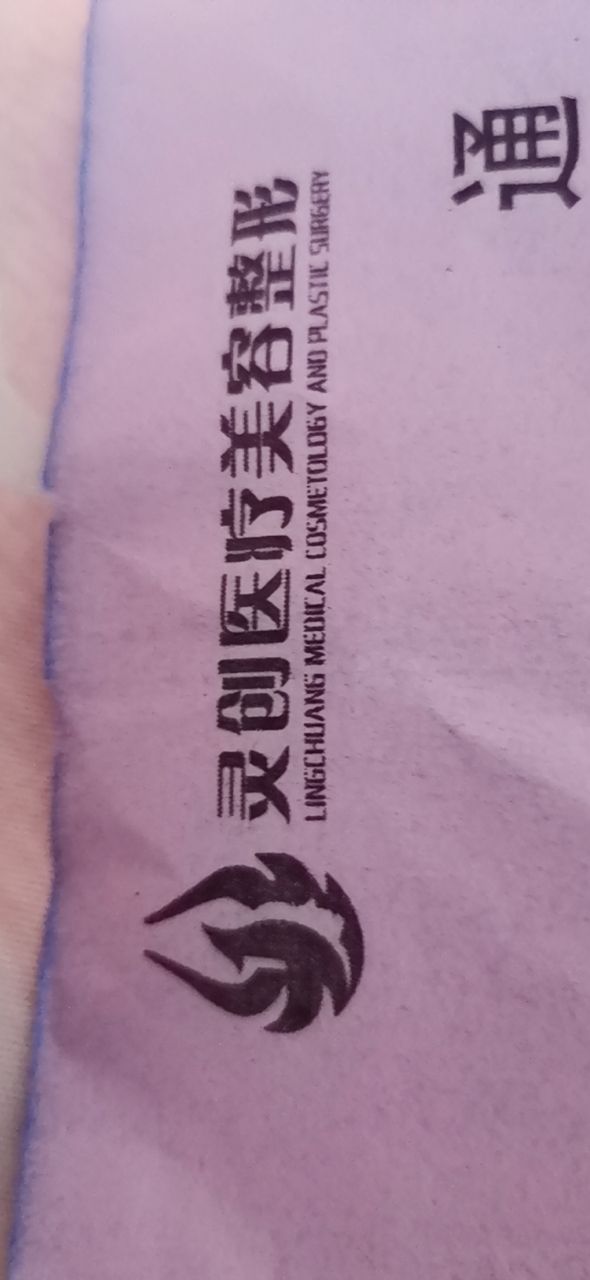 灵创医疗美容整形
LINGCHUANG MEDICAL COSMETOLOGY AND PLASTIC SURGERY
通